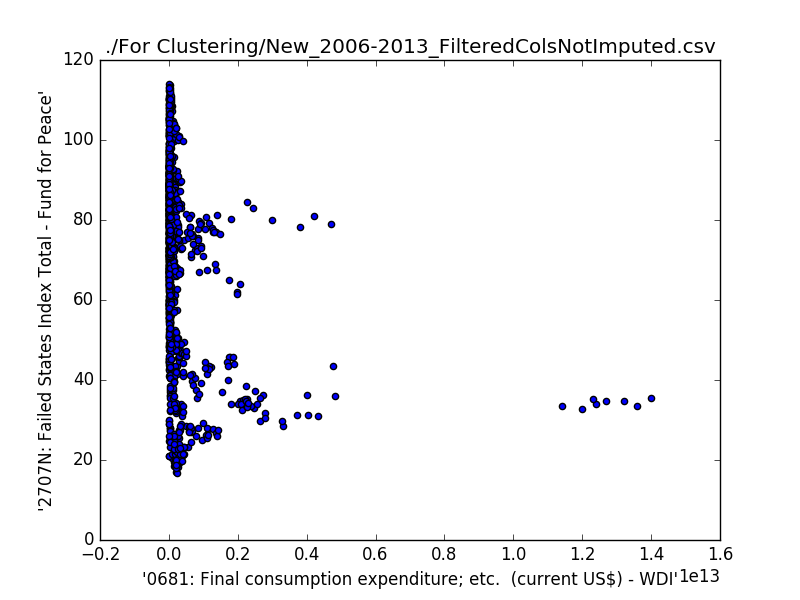 ./For Clustering/New_2006-2013_FilteredColsNotImputed.csv
120
100
80
60
40
20
0
'2707N: Failed States Index Total - Fund for Peace'
−0.2 0.0 0.2 0.4 0.6 0.8 1.0 1.2 1.4 1.6
'0681: Final consumption expenditure; etc.  (current US$) - WDI'
1e13